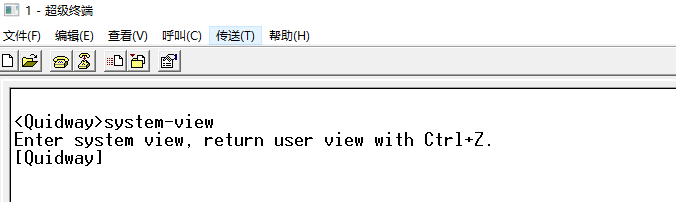 1 - 超级终端
文件(F) 编辑(E) 查看(V) 呼叫(C) 传送(T) 帮助(H)
<Quidway>system-view
Enter system view, return user view with Ctrl+Z.
[Quidway]